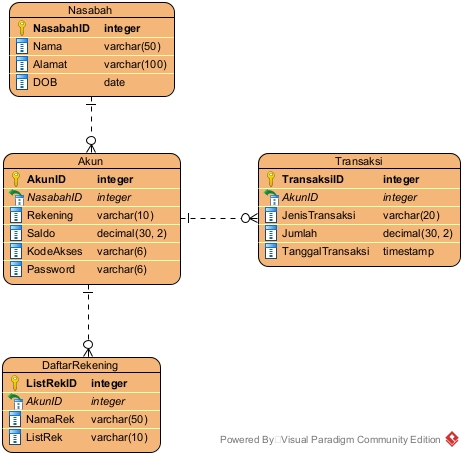 Nasabah
NasabahID integer
Nama varchar(50)
Alamat varchar(100)
DOB date
Akun
AkunID integer
NasabahID integer
Rekening varchar(10)
Saldo decimal(30, 2)
KodeAkses varchar(6)
Password varchar(6)
Transaksi
TransaksiID integer
AkunID integer
JenisTransaksi varchar(20)
Jumlah decimal(30, 2)
TanggalTransaksi timestamp
DaftarRekening
ListRekID integer
AkunID integer
NamaRek varchar(50)
ListRek varchar(10)
Powered By Visual Paradigm Community Edition